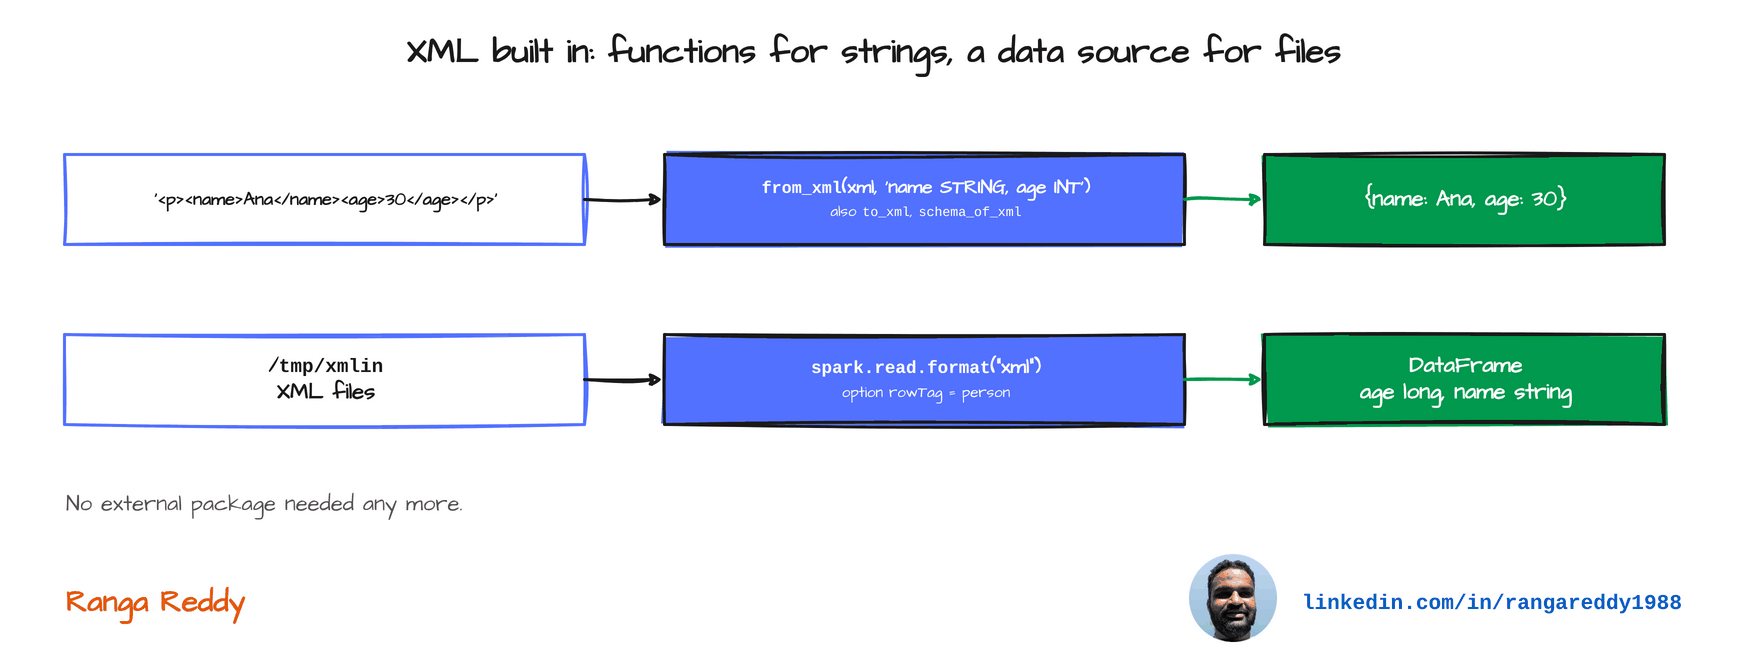 XML built in: functions for strings, a data source for files
'<p><name>Ana</name><age>30</age></p>'
from_xml(xml, 'name STRING, age INT')
also to_xml, schema_of_xml
{name: Ana, age: 30}
/tmp/xmlin
XML files
spark.read.format("xml")
option rowTag = person
DataFrame
age long, name string
No external package needed any more.
Ranga Reddy
linkedin.com/in/rangareddy1988